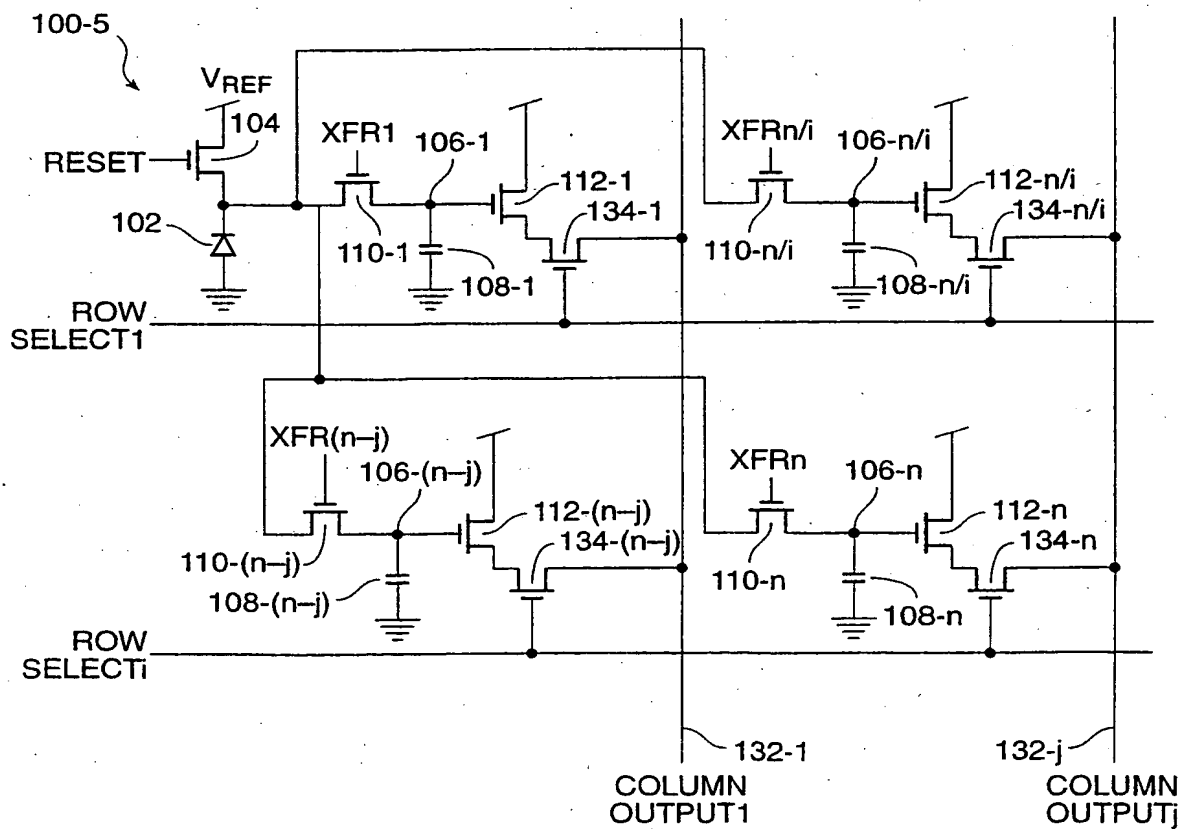 100-5
VREF
104
RESET
102
XFR1
106-1
112-1
134-1
110-1
108-1
XFRn/i
106-n/i
112-n/i
134-n/i
110-n/i
108-n/i
ROW
SELECT1
XFR(n–j)
106-(n–j)
112-(n–j)
134-(n–j)
110-(n–j)
108-(n–j)
XFRn
106-n
112-n
134-n
110-n
108-n
ROW
SELECTi
132-1
132-j
COLUMN
OUTPUT1
COLUMN
OUTPUTj